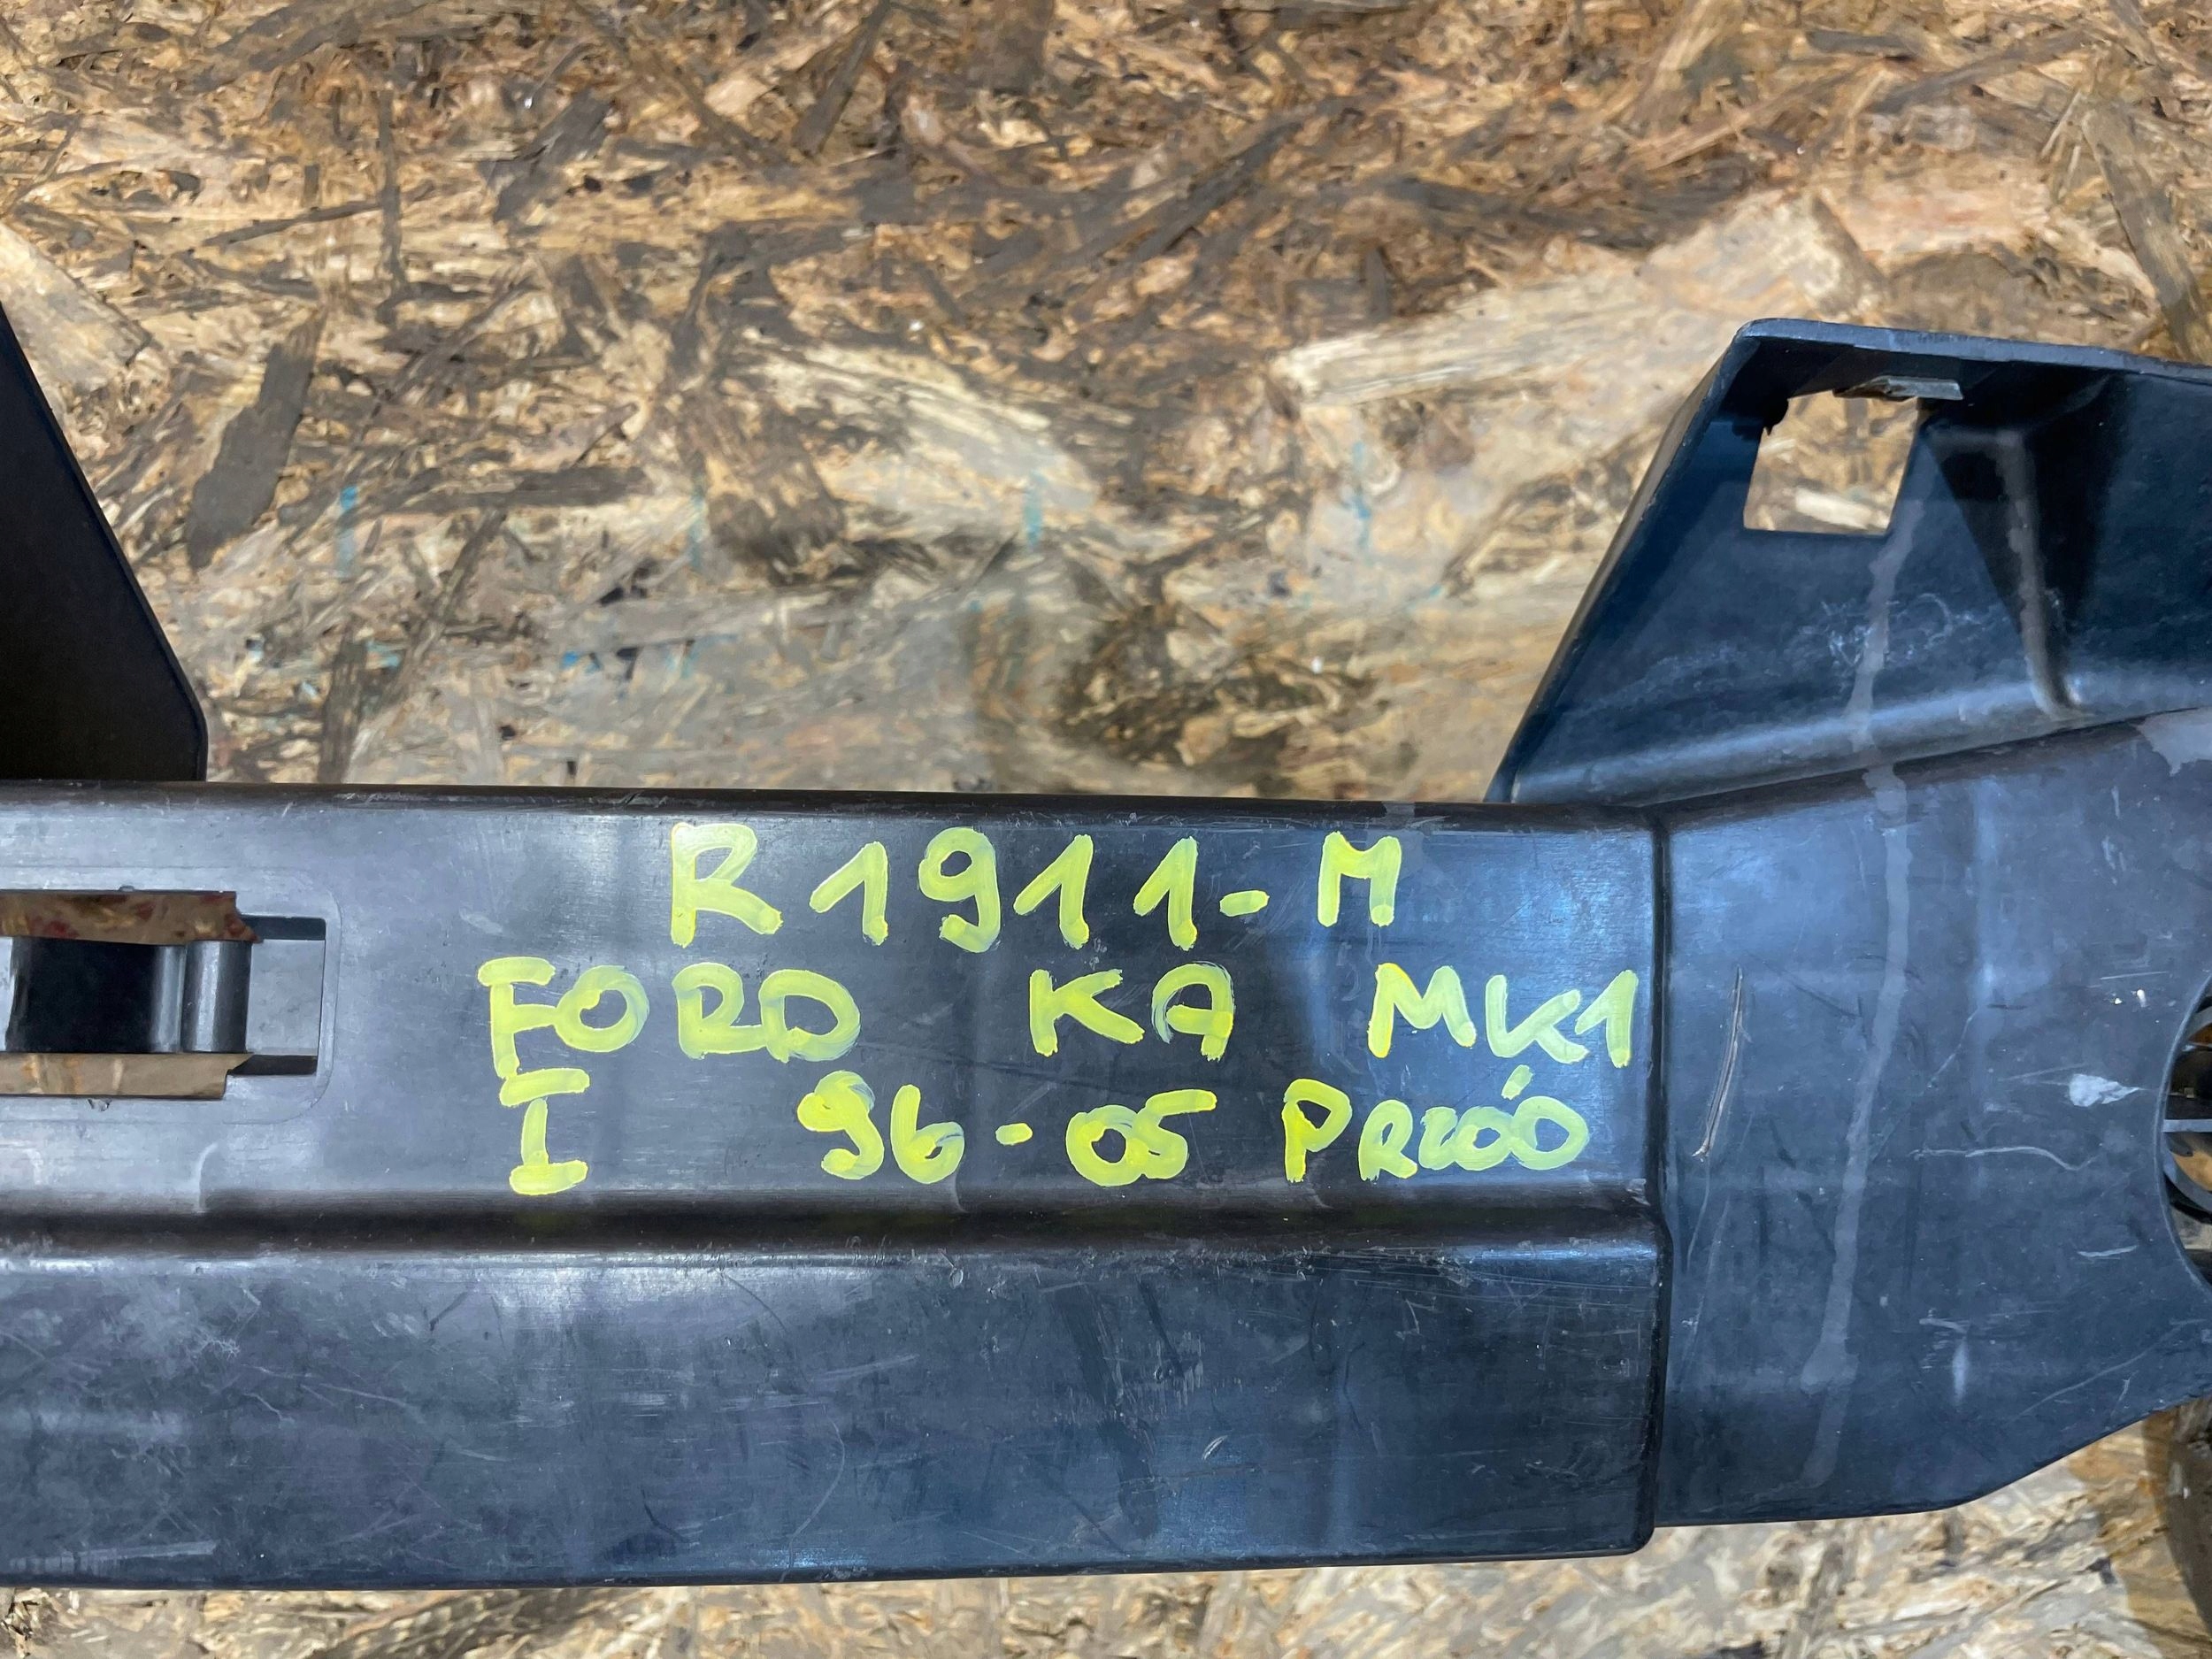 R1911-M
FORD KA MK1
I 96-05 PRZÓD